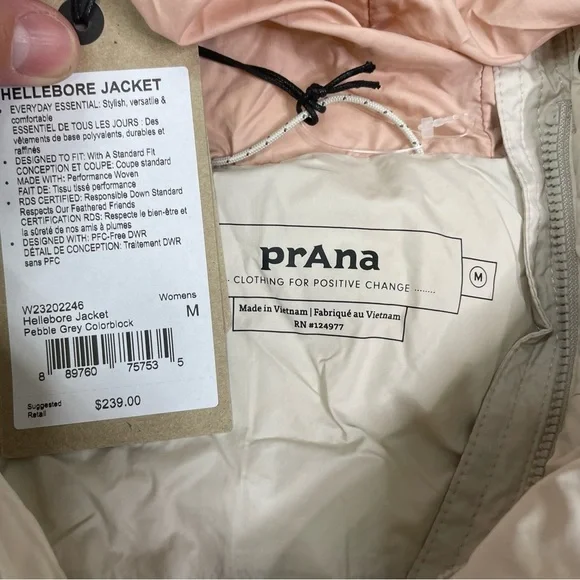 HELLEBORE JACKET
• EVERYDAY ESSENTIAL: Stylish, versatile &
comfortable
ESSENTIEL DE TOUS LES JOURS : Des
vêtements de base polyvalents, durables et
raffinés
• DESIGNED TO FIT: With A Standard Fit
CONCEPTION ET COUPE: Coupe standard
• MADE WITH: Performance Woven
FAIT DE: Tissu tissé performance
• RDS CERTIFIED: Responsible Down Standard
Respects Our Feathered Friends
CERTIFICATION RDS: Respecte le bien-être et
la sûreté de nos amis à plumes
• DESIGNED WITH: PFC-Free DWR
DÉTAIL DE CONCEPTION: Traitement DWR
sans PFC
Womens
W23202246
Hellebore Jacket M
Pebble Grey Colorblock
8 89760 75753 5
Suggested
Retail $239.00
prAna
CLOTHING FOR POSITIVE CHANGE ........
M
Made in Vietnam | Fabriqué au Vietnam
RN #124977